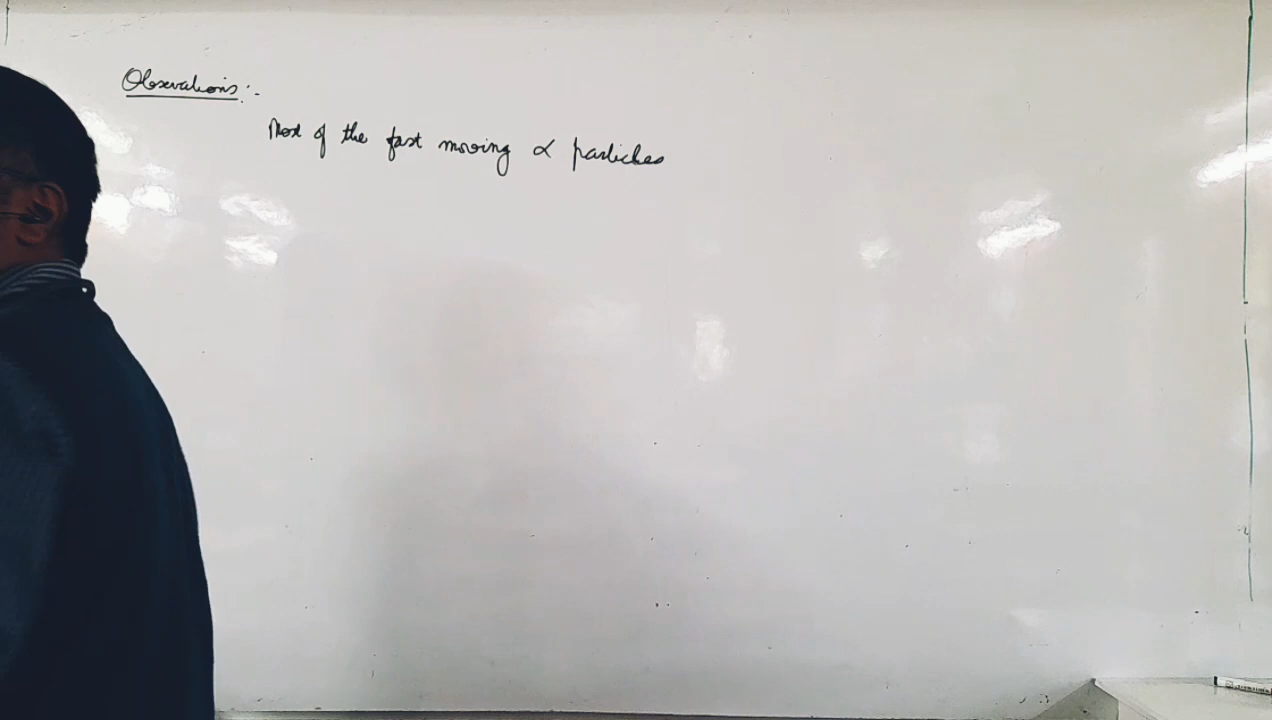 Observations :-
Most of the fast moving α particles